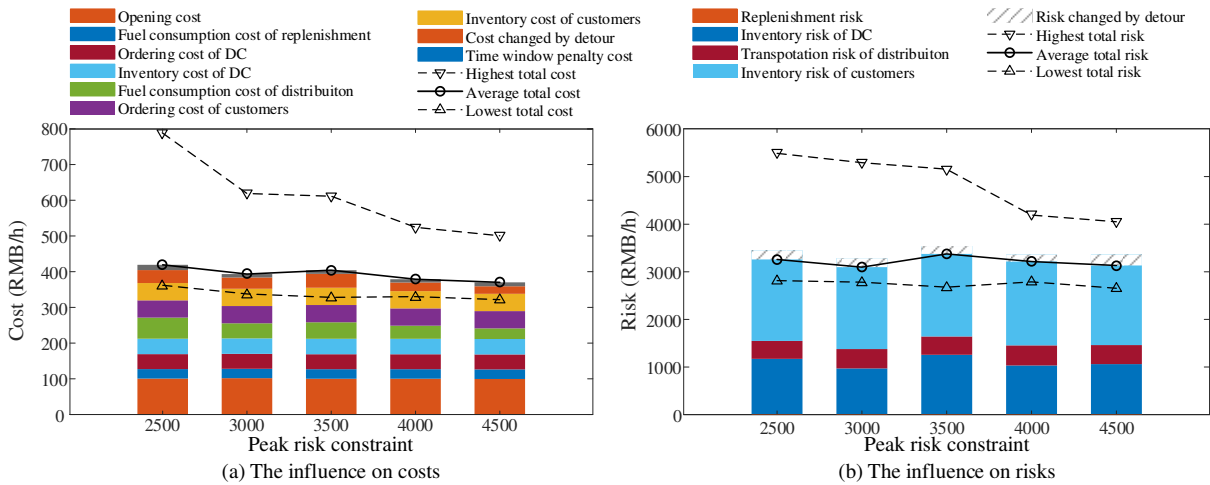 Opening cost
Fuel consumption cost of replenishment
Ordering cost of DC
Inventory cost of DC
Fuel consumption cost of distribuiton
Ordering cost of customers
Inventory cost of customers
Cost changed by detour
Time window penalty cost
Highest total cost
Average total cost
Lowest total cost
800
700
600
500
400
300
200
100
0
Cost (RMB/h)
2500 3000 3500 4000 4500
Peak risk constraint
(a) The influence on costs
Replenishment risk
Inventory risk of DC
Transpotation risk of distribuiton
Inventory risk of customers
Risk changed by detour
Highest total risk
Average total risk
Lowest total risk
6000
5000
4000
3000
2000
1000
0
Risk (RMB/h)
2500 3000 3500 4000 4500
Peak risk constraint
(b) The influence on risks